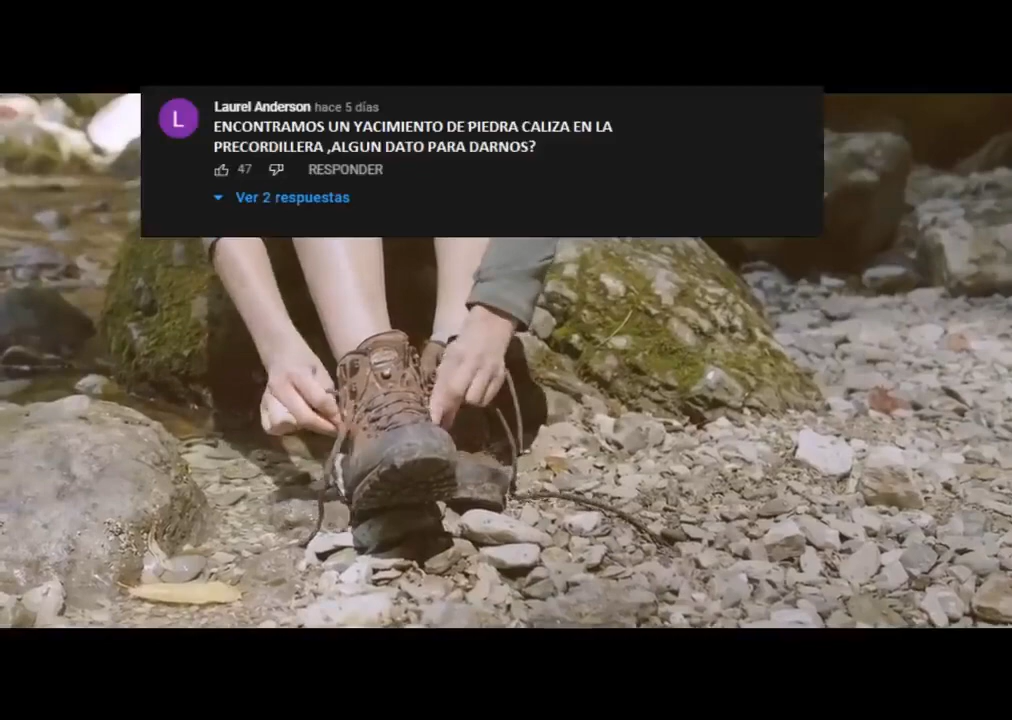 L
Laurel Anderson hace 5 días
ENCONTRAMOS UN YACIMIENTO DE PIEDRA CALIZA EN LA
PRECORDILLERA ,ALGUN DATO PARA DARNOS?
47 RESPONDER
Ver 2 respuestas